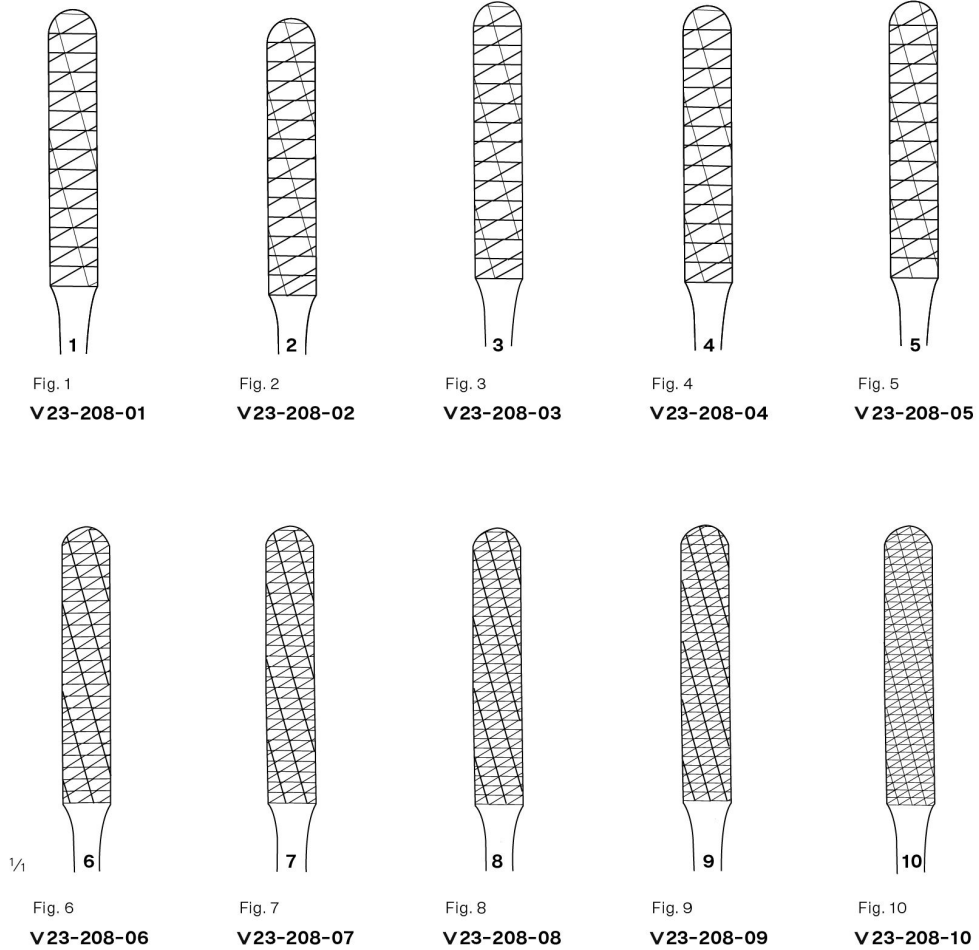 1 2 3 4 5
Fig. 1 Fig. 2 Fig. 3 Fig. 4 Fig. 5
V23-208-01 V23-208-02 V23-208-03 V23-208-04 V23-208-05
1/1 6 7 8 9 10
Fig. 6 Fig. 7 Fig. 8 Fig. 9 Fig. 10
V23-208-06 V23-208-07 V23-208-08 V23-208-09 V23-208-10